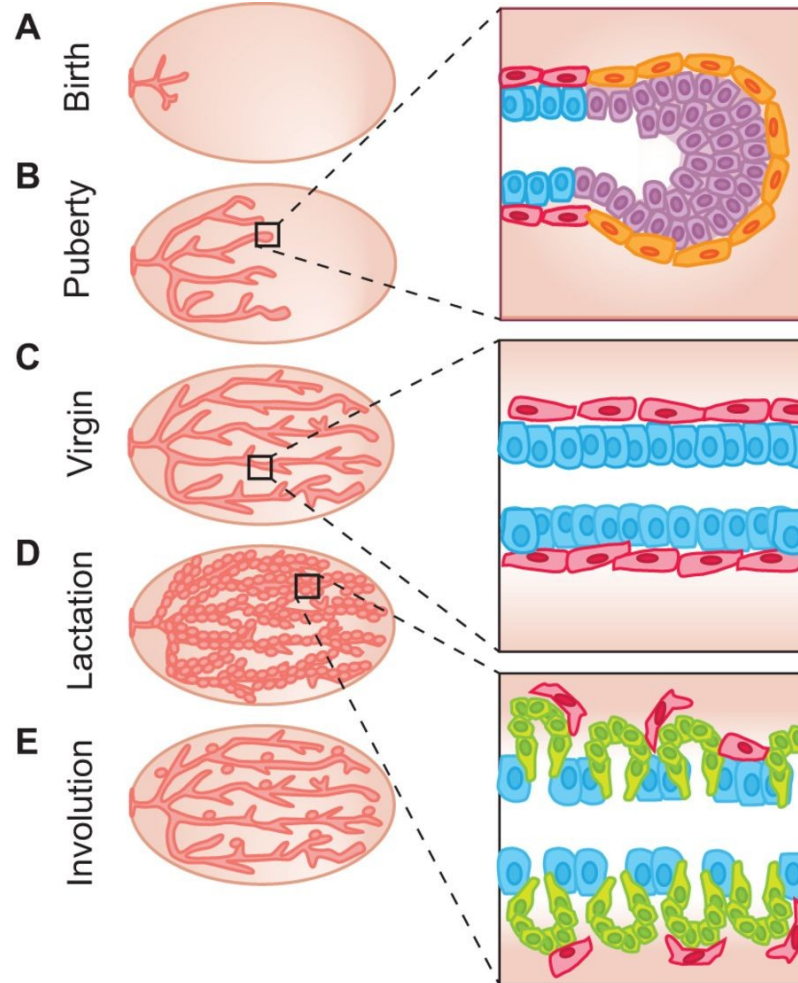 A
Birth
B
Puberty
C
Virgin
D
Lactation
E
Involution